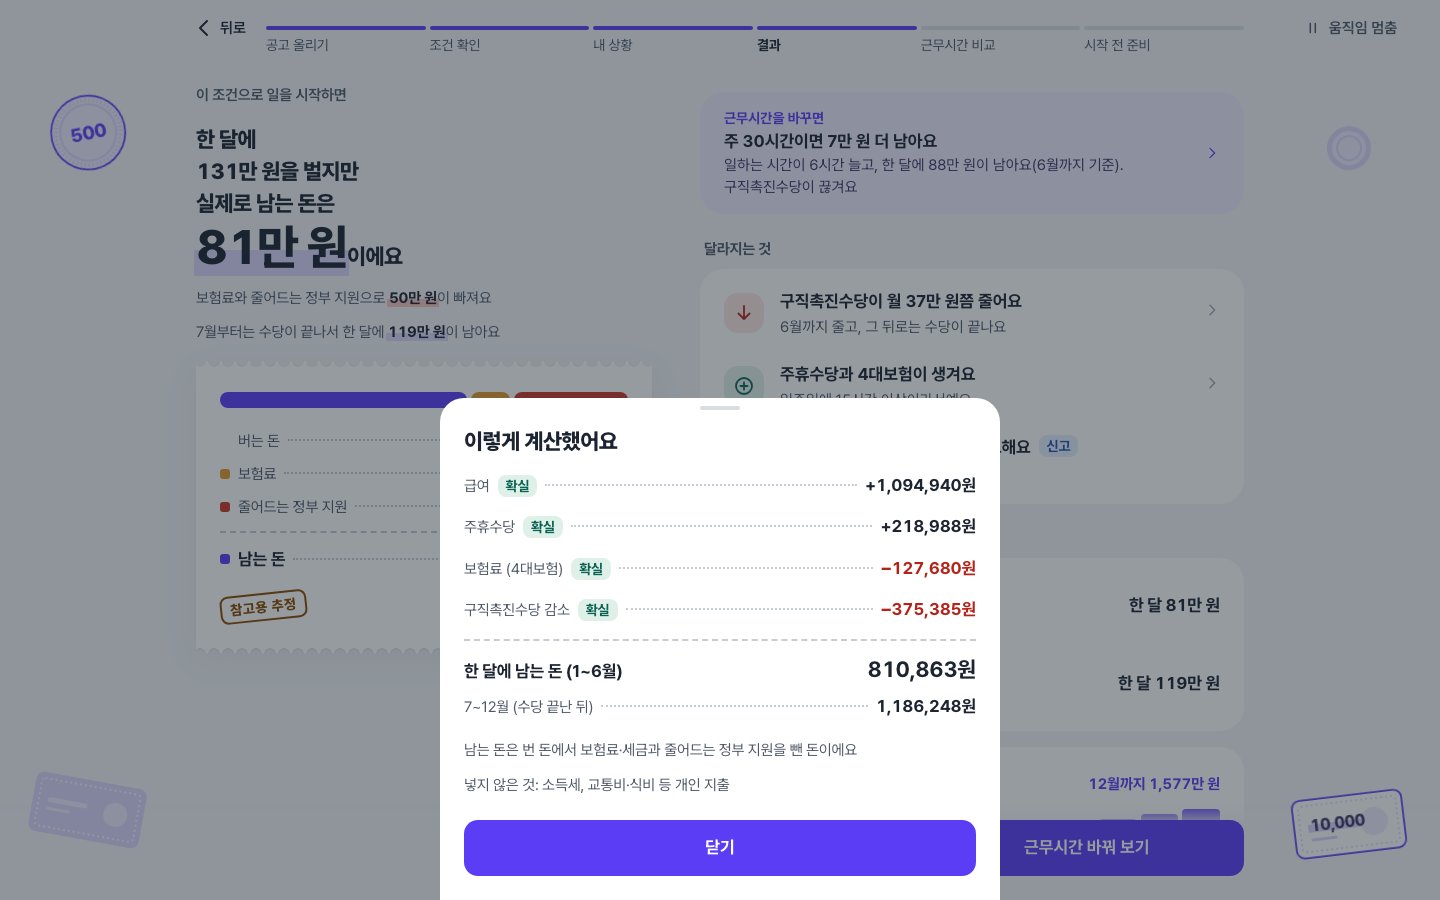 뒤로
공고 올리기
조건 확인
내 상황
결과
근무시간 비교
시작 전 준비
움직임 멈춤
500
이 조건으로 일을 시작하면
한 달에
131만 원을 벌지만
실제로 남는 돈은
81만 원이에요
보험료와 줄어드는 정부 지원으로 50만 원이 빠져요
7월부터는 수당이 끝나서 한 달에 119만 원이 남아요
버는 돈
보험료
줄어드는 정부 지원
남는 돈
참고용 추정
근무시간을 바꾸면
주 30시간이면 7만 원 더 남아요
일하는 시간이 6시간 늘고, 한 달에 88만 원이 남아요(6월까지 기준).
구직촉진수당이 끊겨요
달라지는 것
구직촉진수당이 월 37만 원쯤 줄어요
6월까지 줄고, 그 뒤로는 수당이 끝나요
주휴수당과 4대보험이 생겨요
해요 신고
한 달 81만 원
한 달 119만 원
12월까지 1,577만 원
근무시간 바꿔 보기
10,000
이렇게 계산했어요
급여 확실 +1,094,940원
주휴수당 확실 +218,988원
보험료 (4대보험) 확실 −127,680원
구직촉진수당 감소 확실 −375,385원
한 달에 남는 돈 (1~6월) 810,863원
7~12월 (수당 끝난 뒤) 1,186,248원
남는 돈은 번 돈에서 보험료·세금과 줄어드는 정부 지원을 뺀 돈이에요
넣지 않은 것: 소득세, 교통비·식비 등 개인 지출
닫기